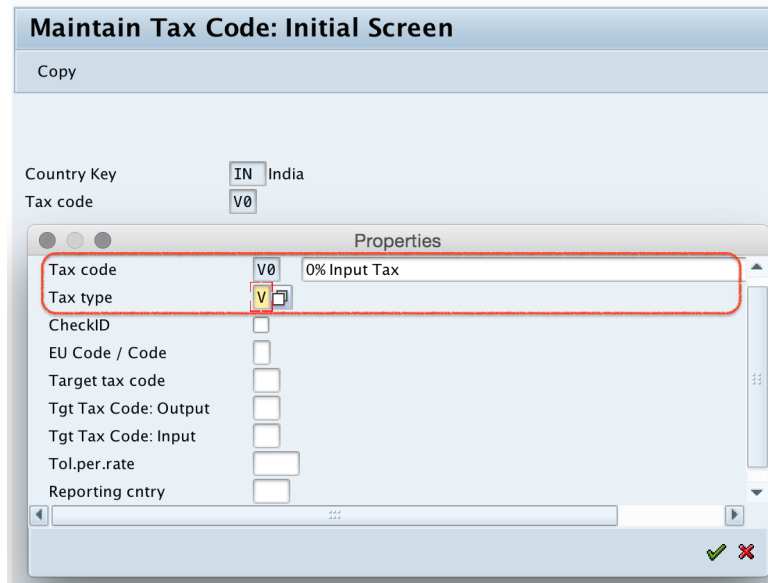 Maintain Tax Code: Initial Screen
Copy
Country Key IN India
Tax code V0
Properties
Tax code V0 0% Input Tax
Tax type V
CheckID
EU Code / Code
Target tax code
Tgt Tax Code: Output
Tgt Tax Code: Input
Tol.per.rate
Reporting cntry